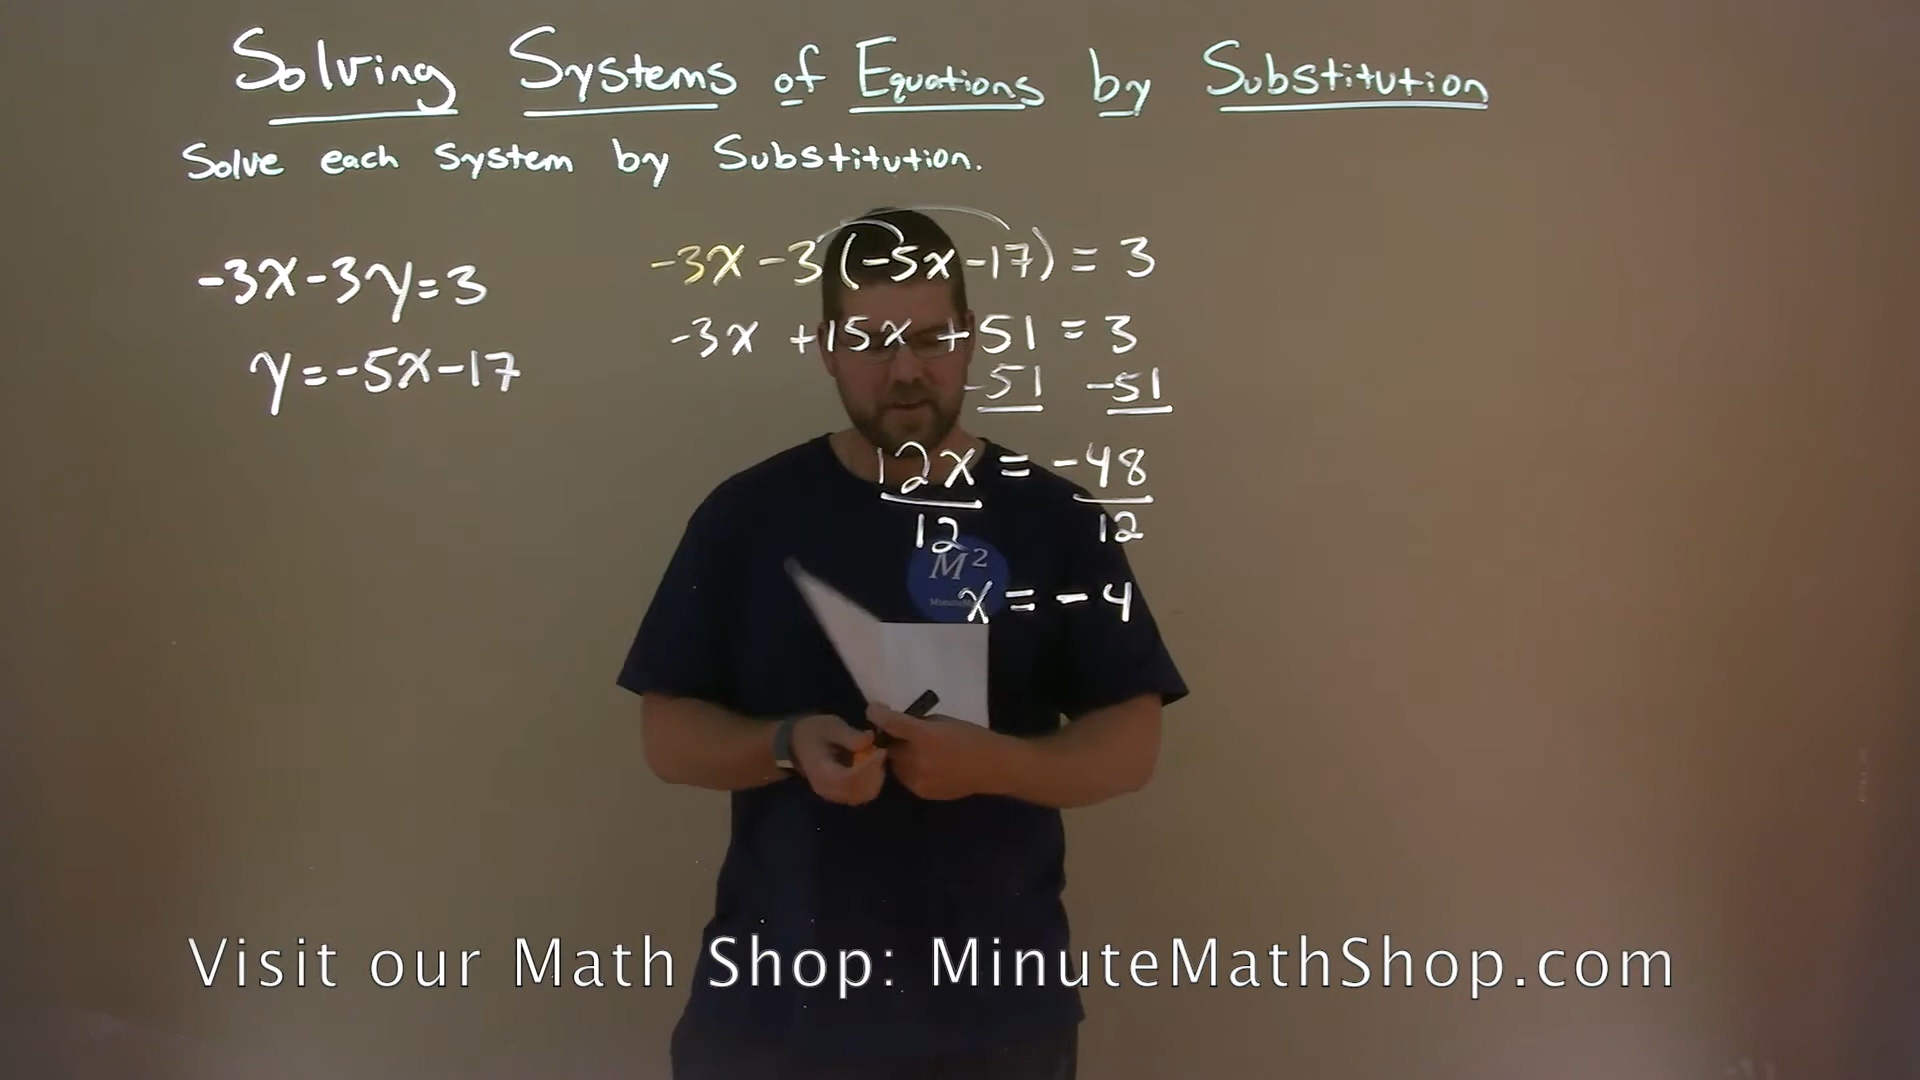 Solving Systems of Equations by Substitution
Solve each system by Substitution.
-3x-3y=3
y=-5x-17
-3x-3(-5x-17)=3
-3x+15x+51=3
-51 -51
12x = -48
12 12
x = -4
M²
Visit our Math Shop: MinuteMathShop.com